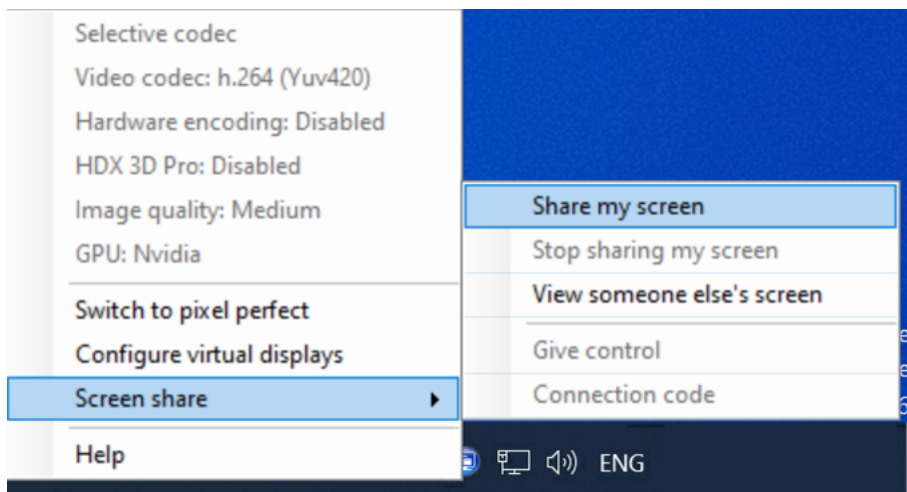 Selective codec
Video codec: h.264 (Yuv420)
Hardware encoding: Disabled
HDX 3D Pro: Disabled
Image quality: Medium
GPU: Nvidia
Switch to pixel perfect
Configure virtual displays
Screen share
Help
Share my screen
Stop sharing my screen
View someone else's screen
Give control
Connection code
ENG